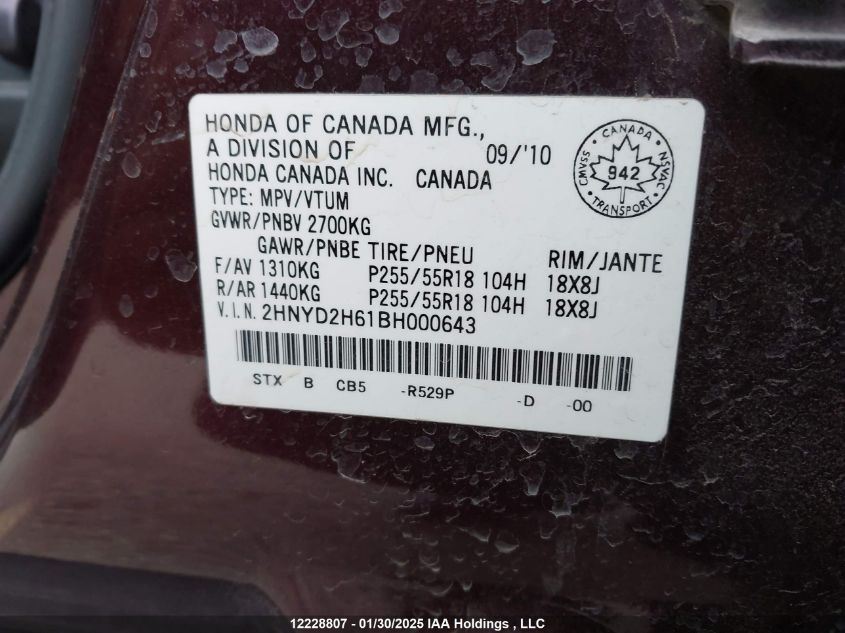 HONDA OF CANADA MFG.,
A DIVISION OF 09/'10
HONDA CANADA INC. CANADA
TYPE: MPV/VTUM
GVWR/PNBV 2700KG
GAWR/PNBE TIRE/PNEU RIM/JANTE
F/AV 1310KG P255/55R18 104H 18X8J
R/AR 1440KG P255/55R18 104H 18X8J
V.I.N. 2HNYD2H61BH000643
STX B CB5 -R529P -D -00
CANADA
CMVSS 942 NSVAC
TRANSPORT
12228807 - 01/30/2025 IAA Holdings , LLC